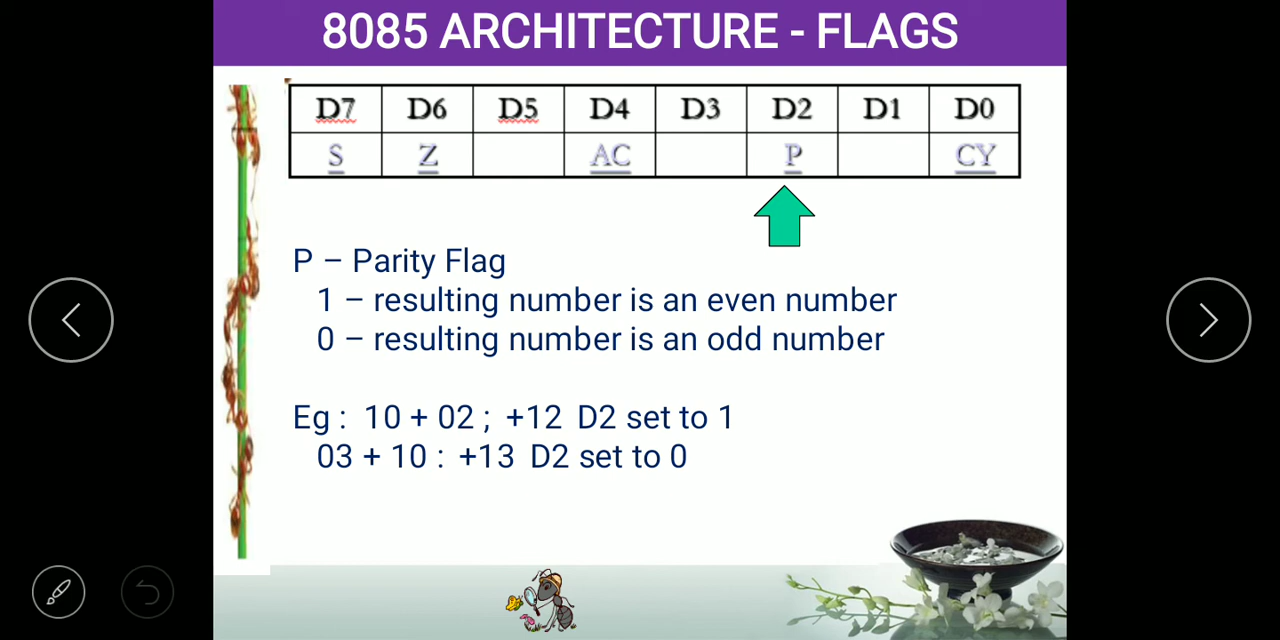 8085 ARCHITECTURE - FLAGS
D7 D6 D5 D4 D3 D2 D1 D0
S Z AC P CY
P – Parity Flag
1 – resulting number is an even number
0 – resulting number is an odd number
Eg : 10 + 02 ; +12 D2 set to 1
03 + 10 : +13 D2 set to 0